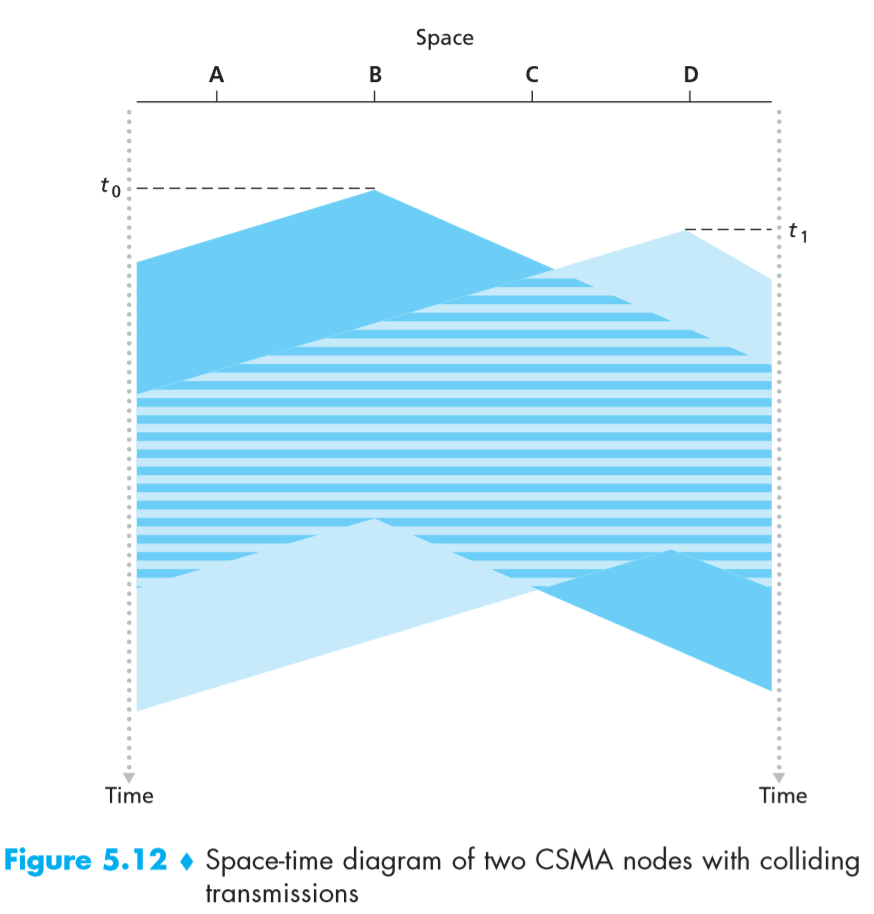 Space
A B C D
t0
t1
Time Time
Figure 5.12 ♦ Space-time diagram of two CSMA nodes with colliding
transmissions